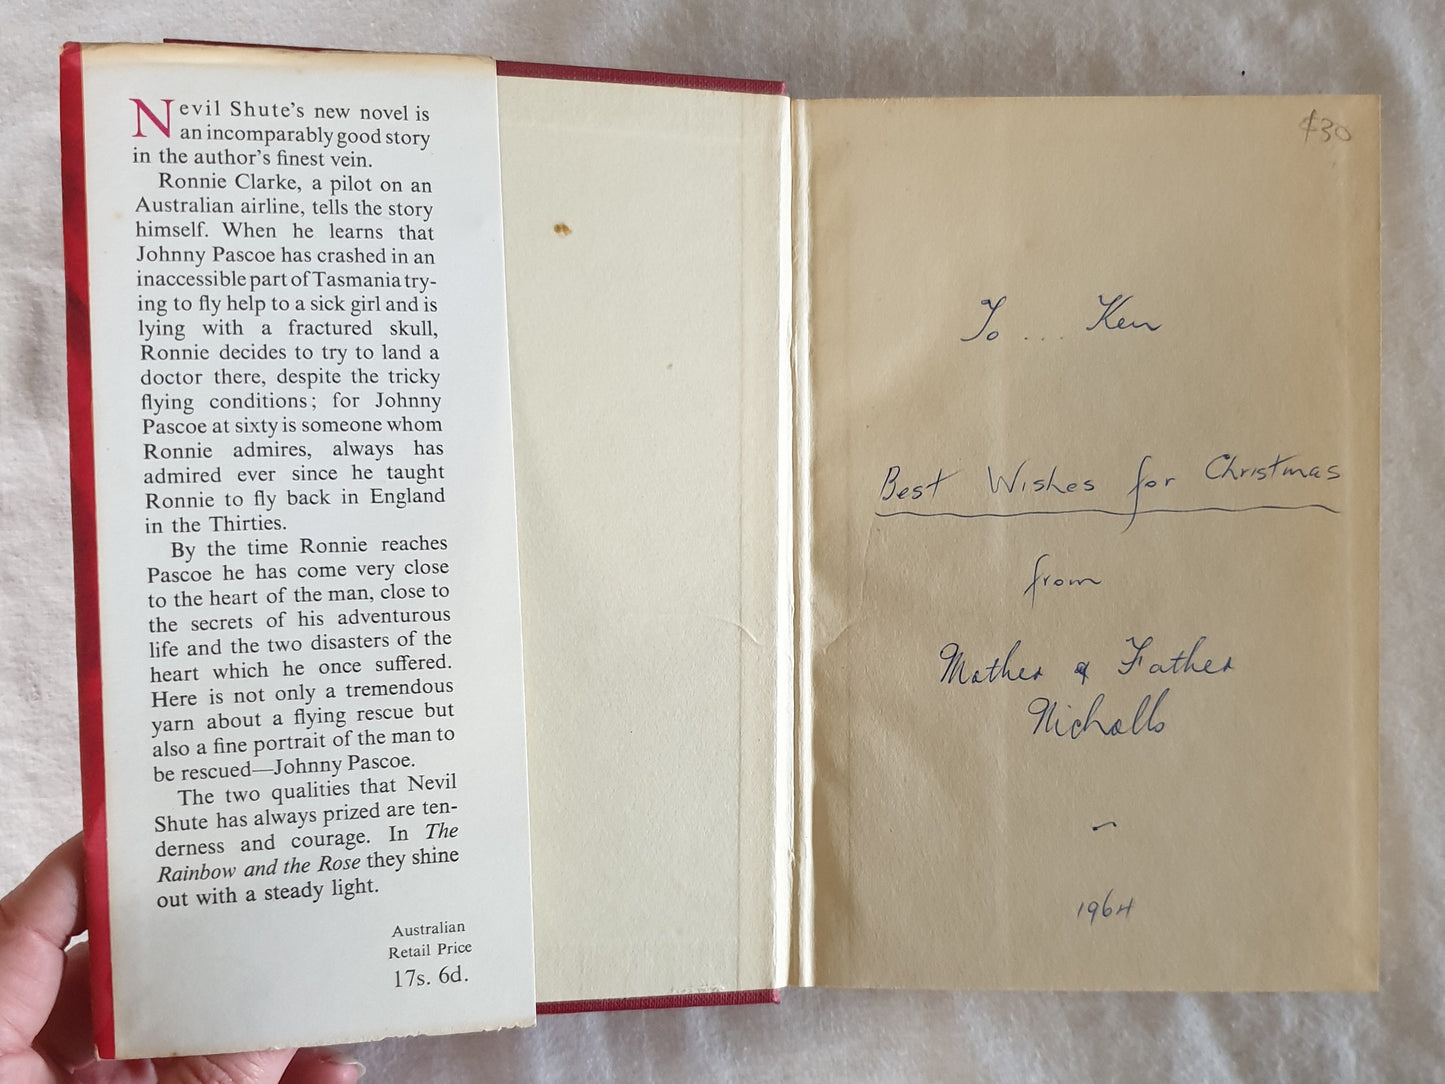 Nevil Shute's new novel is
an incomparably good story
in the author's finest vein.
Ronnie Clarke, a pilot on an
Australian airline, tells the story
himself. When he learns that
Johnny Pascoe has crashed in an
inaccessible part of Tasmania try-
ing to fly help to a sick girl and is
lying with a fractured skull,
Ronnie decides to try to land a
doctor there, despite the tricky
flying conditions; for Johnny
Pascoe at sixty is someone whom
Ronnie admires, always has
admired ever since he taught
Ronnie to fly back in England
in the Thirties.
By the time Ronnie reaches
Pascoe he has come very close
to the heart of the man, close to
the secrets of his adventurous
life and the two disasters of the
heart which he once suffered.
Here is not only a tremendous
yarn about a flying rescue but
also a fine portrait of the man to
be rescued—Johnny Pascoe.
The two qualities that Nevil
Shute has always prized are ten-
derness and courage. In The
Rainbow and the Rose they shine
out with a steady light.
Australian
Retail Price
17s. 6d.
$30
To ... Ken
Best Wishes for Christmas
from
Mother & Father
Nicholls
1964